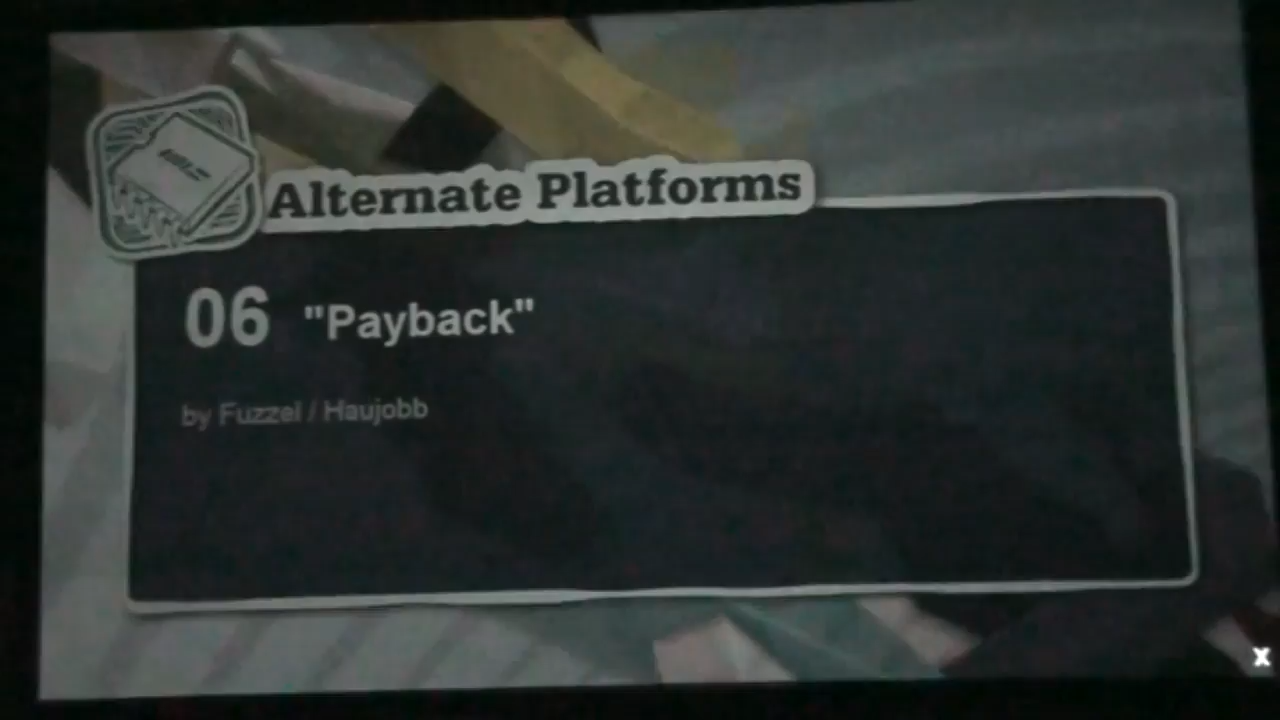 Alternate Platforms
06 "Payback"
by Fuzzel / Haujobb
x